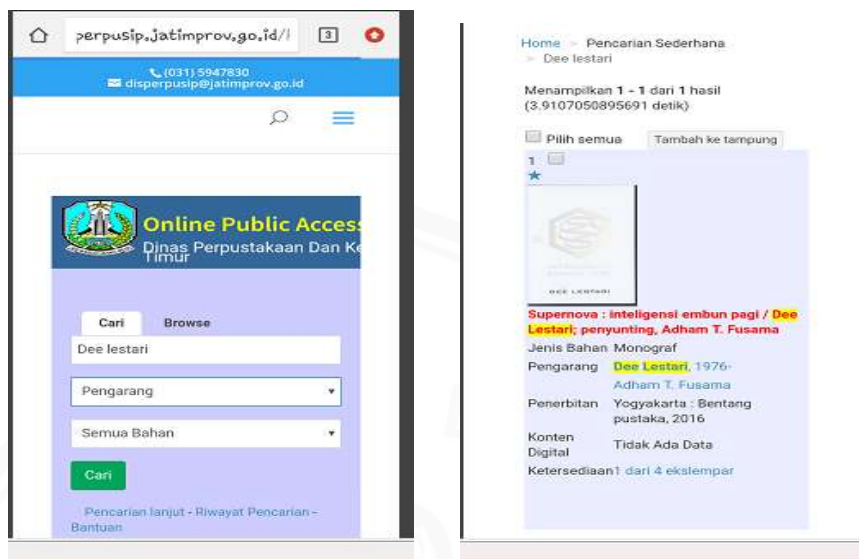 perpusip.jatimprov.go.id/l
3
(031) 5947830
disperpusip@jatimprov.go.id
Online Public Access
Dinas Perpustakaan Dan Ke
Timur
Cari Browse
Dee lestari
Pengarang
Semua Bahan
Cari
Pencarian lanjut - Riwayat Pencarian -
Bantuan
Home > Pencarian Sederhana
> Dee lestari
Menampilkan 1 - 1 dari 1 hasil
(3.9107050895691 detik)
Pilih semua Tambah ke tampung
1
DEE LESTARI
Supernova : inteligensi embun pagi / Dee
Lestari; penyunting, Adham T. Fusama
Jenis Bahan Monograf
Pengarang Dee Lestari, 1976-
Adham T. Fusama
Penerbitan Yogyakarta : Bentang
pustaka, 2016
Konten
Digital Tidak Ada Data
Ketersediaan 1 dari 4 ekslempar